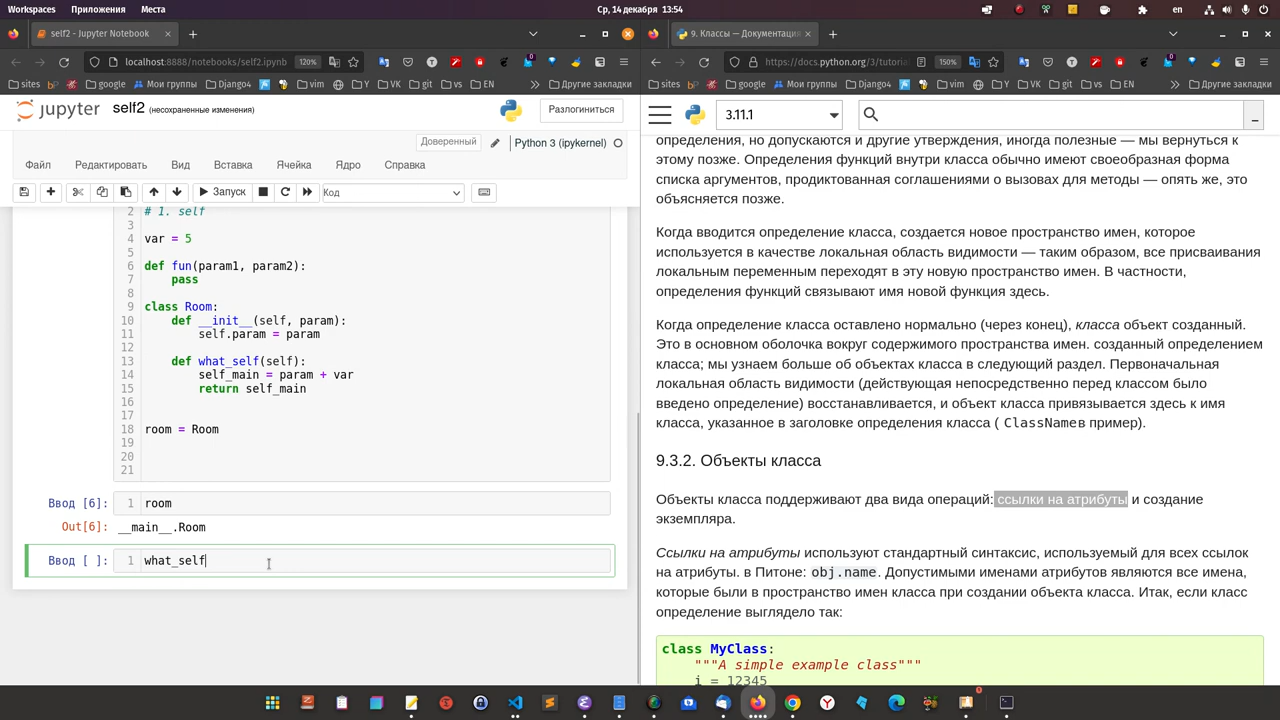 Workspaces Приложения Места
Ср, 14 декабря 13:54
en
self2 - Jupyter Notebook
localhost:8888/notebooks/self2.ipynb 120%
sites b google Мои группы vim Y VK git vs Другие закладки
jupyter self2 (несохраненные изменения)
Разлогиниться
Доверенный Python 3 (ipykernel)
Файл Редактировать Вид Вставка Ячейка Ядро Справка
Запуск Код
2 # 1. self
3
4 var = 5
5
6 def fun(param1, param2):
7 pass
8
9 class Room:
10 def __init__(self, param):
11 self.param = param
12
13 def what_self(self):
14 self_main = param + var
15 return self_main
16
17
18 room = Room
19
20
21
Ввод [6]: 1 room
Out[6]: __main__.Room
Ввод [ ]: 1 what_self
9. Классы — Документация
https://docs.python.org/3/tutoria 150%
sites b google Мои группы vim Y VK git EN Другие закладки
3.11.1
определения, но допускаются и другие утверждения, иногда полезные — мы вернуться к
этому позже. Определения функций внутри класса обычно имеют своеобразная форма
списка аргументов, продиктованная соглашениями о вызовах для методы — опять же, это
объясняется позже.
Когда вводится определение класса, создается новое пространство имен, которое
используется в качестве локальная область видимости — таким образом, все присваивания
локальным переменным переходят в эту новую пространство имен. В частности,
определения функций связывают имя новой функция здесь.
Когда определение класса оставлено нормально (через конец), класса объект созданный.
Это в основном оболочка вокруг содержимого пространства имен. созданный определением
класса; мы узнаем больше об объектах класса в следующий раздел. Первоначальная
локальная область видимости (действующая непосредственно перед классом было
введено определение) восстанавливается, и объект класса привязывается здесь к имя
класса, указанное в заголовке определения класса ( ClassNameв пример).
9.3.2. Объекты класса
Объекты класса поддерживают два вида операций: ссылки на атрибуты и создание
экземпляра.
Ссылки на атрибуты используют стандартный синтаксис, используемый для всех ссылок
на атрибуты. в Питоне: obj.name. Допустимыми именами атрибутов являются все имена,
которые были в пространство имен класса при создании объекта класса. Итак, если класс
определение выглядело так:
class MyClass:
"""A simple example class"""
i = 12345